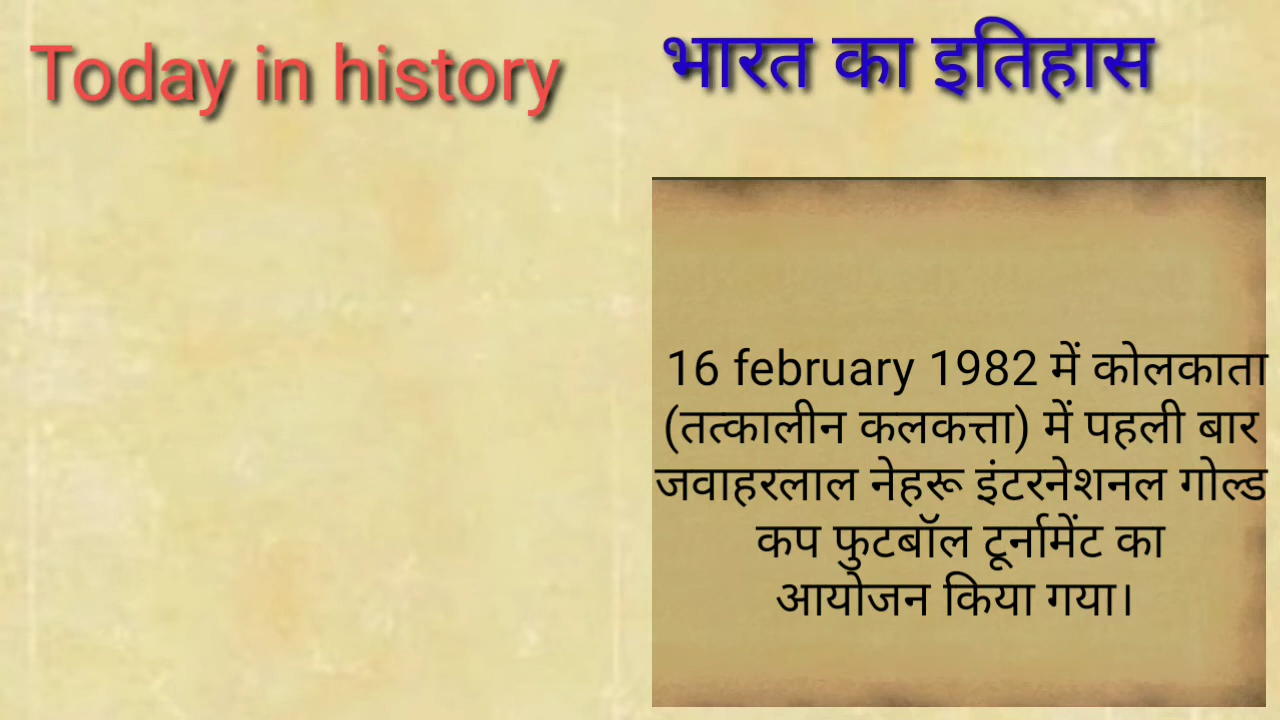 Today in history
भारत का इतिहास
16 february 1982 में कोलकाता
(तत्कालीन कलकत्ता) में पहली बार
जवाहरलाल नेहरू इंटरनेशनल गोल्ड
कप फुटबॉल टूर्नामेंट का
आयोजन किया गया।